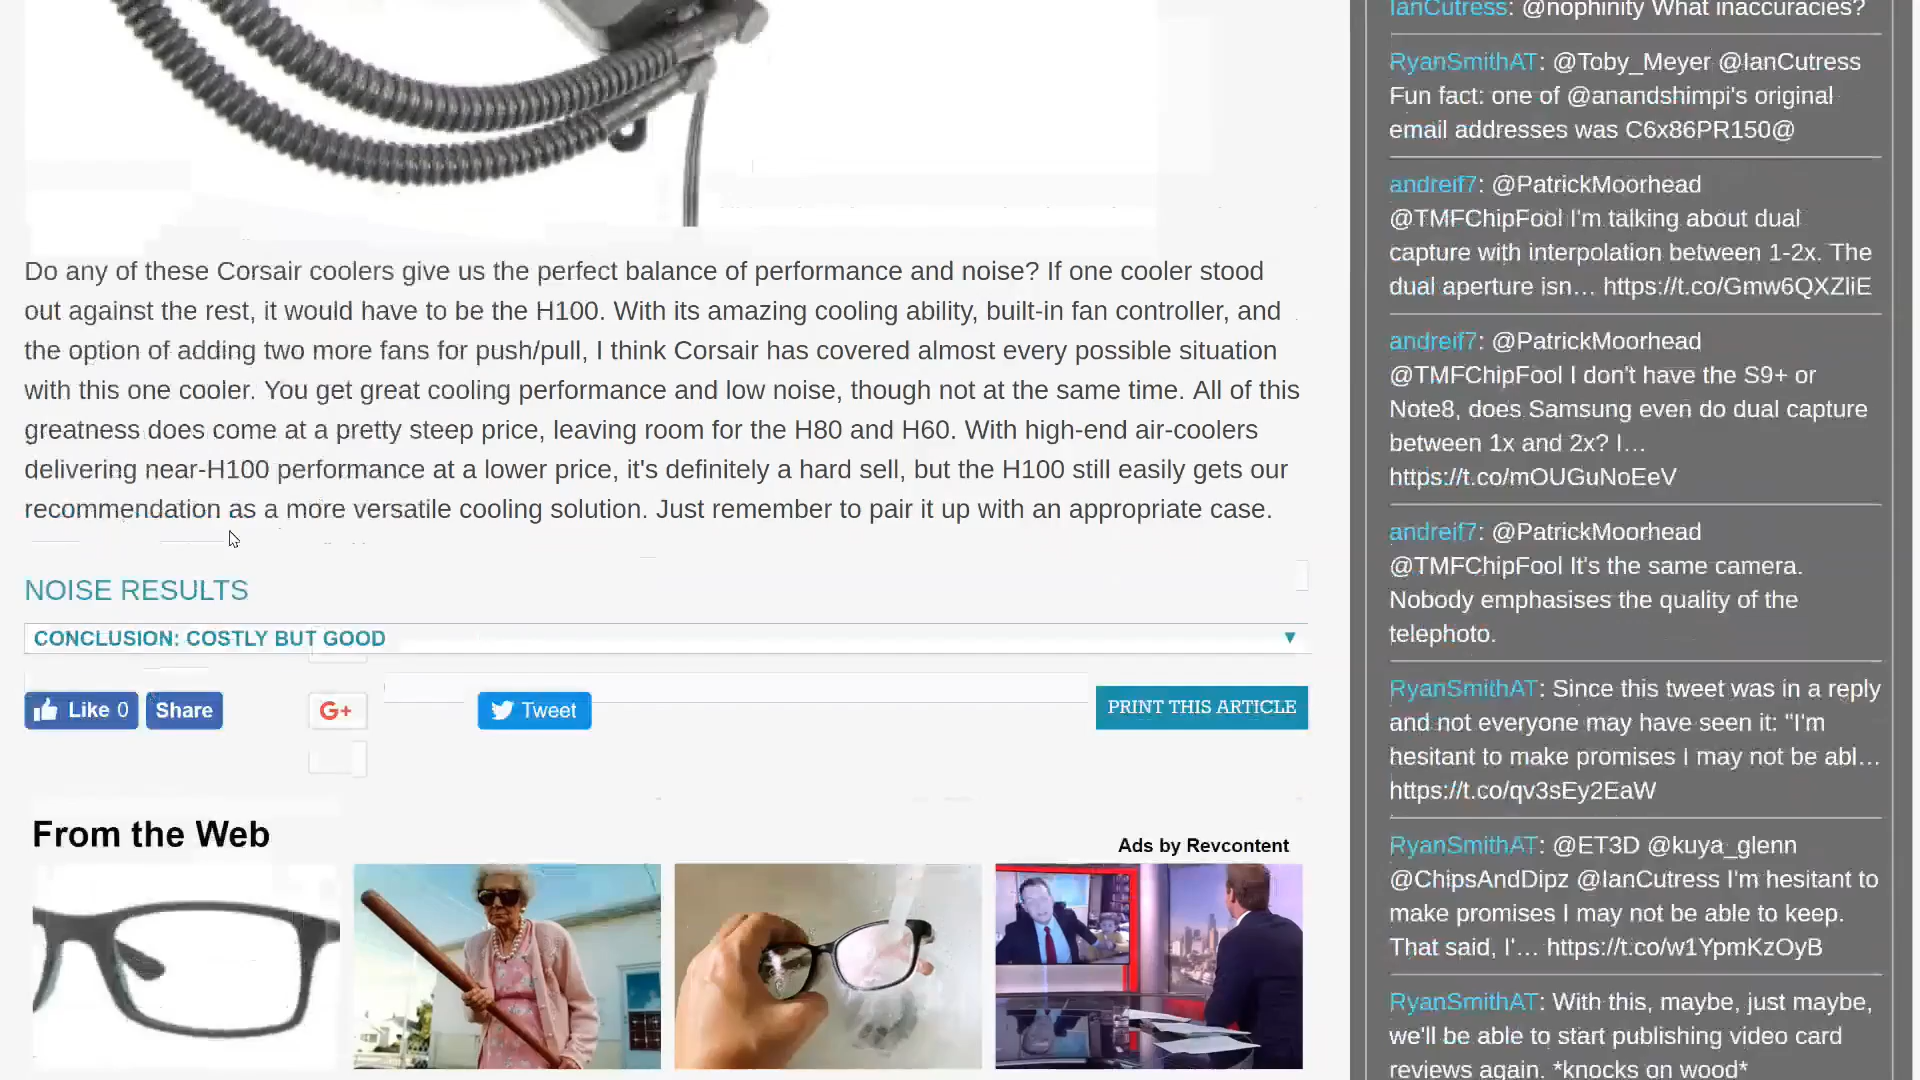 Do any of these Corsair coolers give us the perfect balance of performance and noise? If one cooler stood
out against the rest, it would have to be the H100. With its amazing cooling ability, built-in fan controller, and
the option of adding two more fans for push/pull, I think Corsair has covered almost every possible situation
with this one cooler. You get great cooling performance and low noise, though not at the same time. All of this
greatness does come at a pretty steep price, leaving room for the H80 and H60. With high-end air-coolers
delivering near-H100 performance at a lower price, it's definitely a hard sell, but the H100 still easily gets our
recommendation as a more versatile cooling solution. Just remember to pair it up with an appropriate case.
NOISE RESULTS
CONCLUSION: COSTLY BUT GOOD
Like 0
Share
G+
Tweet
PRINT THIS ARTICLE
From the Web
Ads by Revcontent
IanCutress: @nophinity What inaccuracies?
RyanSmithAT: @Toby_Meyer @IanCutress
Fun fact: one of @anandshimpi's original
email addresses was C6x86PR150@
andreif7: @PatrickMoorhead
@TMFChipFool I'm talking about dual
capture with interpolation between 1-2x. The
dual aperture isn… https://t.co/Gmw6QXZliE
andreif7: @PatrickMoorhead
@TMFChipFool I don't have the S9+ or
Note8, does Samsung even do dual capture
between 1x and 2x? I…
https://t.co/mOUGuNoEeV
andreif7: @PatrickMoorhead
@TMFChipFool It's the same camera.
Nobody emphasises the quality of the
telephoto.
RyanSmithAT: Since this tweet was in a reply
and not everyone may have seen it: "I'm
hesitant to make promises I may not be abl…
https://t.co/qv3sEy2EaW
RyanSmithAT: @ET3D @kuya_glenn
@ChipsAndDipz @IanCutress I'm hesitant to
make promises I may not be able to keep.
That said, I'… https://t.co/w1YpmKzOyB
RyanSmithAT: With this, maybe, just maybe,
we'll be able to start publishing video card
reviews again. *knocks on wood*